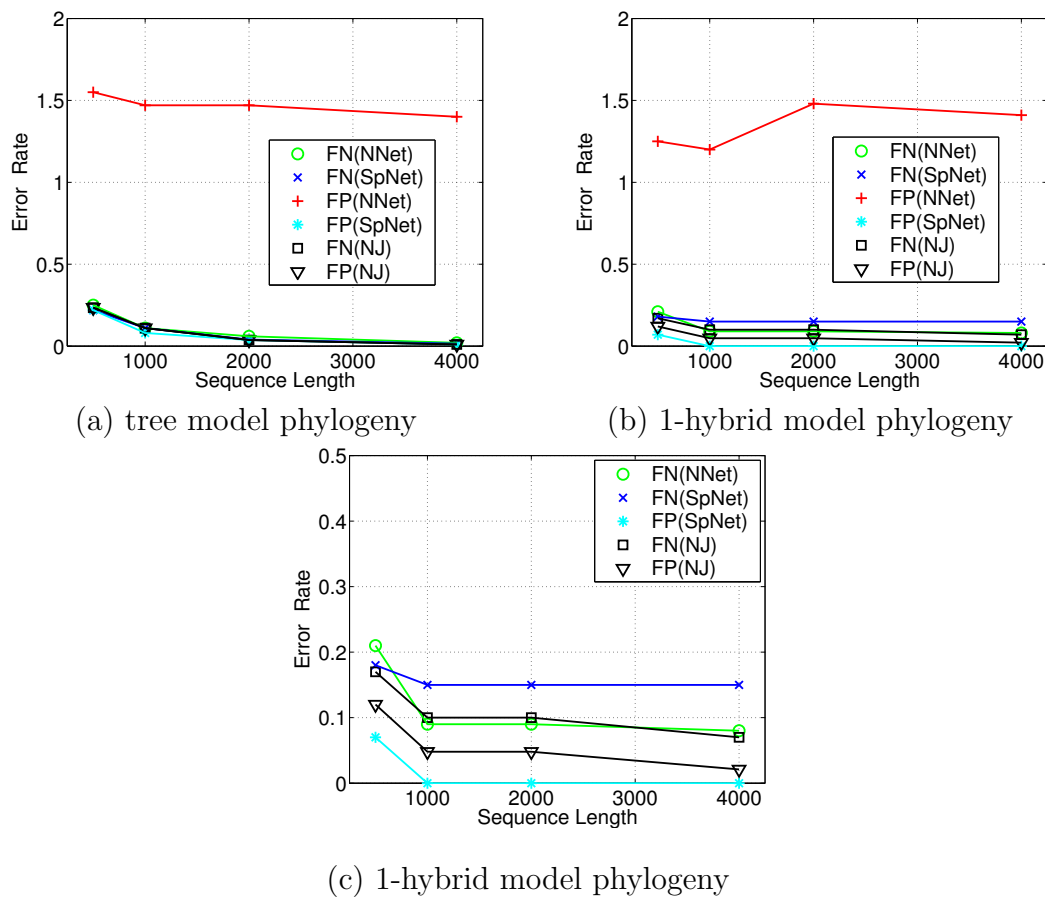 2
1.5
1
0.5
0
Error Rate
FN(NNet)
FN(SpNet)
FP(NNet)
FP(SpNet)
FN(NJ)
FP(NJ)
1000 2000 3000 4000
Sequence Length
(a) tree model phylogeny
2
1.5
1
0.5
0
Error Rate
FN(NNet)
FN(SpNet)
FP(NNet)
FP(SpNet)
FN(NJ)
FP(NJ)
1000 2000 3000 4000
Sequence Length
(b) 1-hybrid model phylogeny
0.5
0.4
0.3
0.2
0.1
0
Error Rate
FN(NNet)
FN(SpNet)
FP(SpNet)
FN(NJ)
FP(NJ)
1000 2000 3000 4000
Sequence Length
(c) 1-hybrid model phylogeny